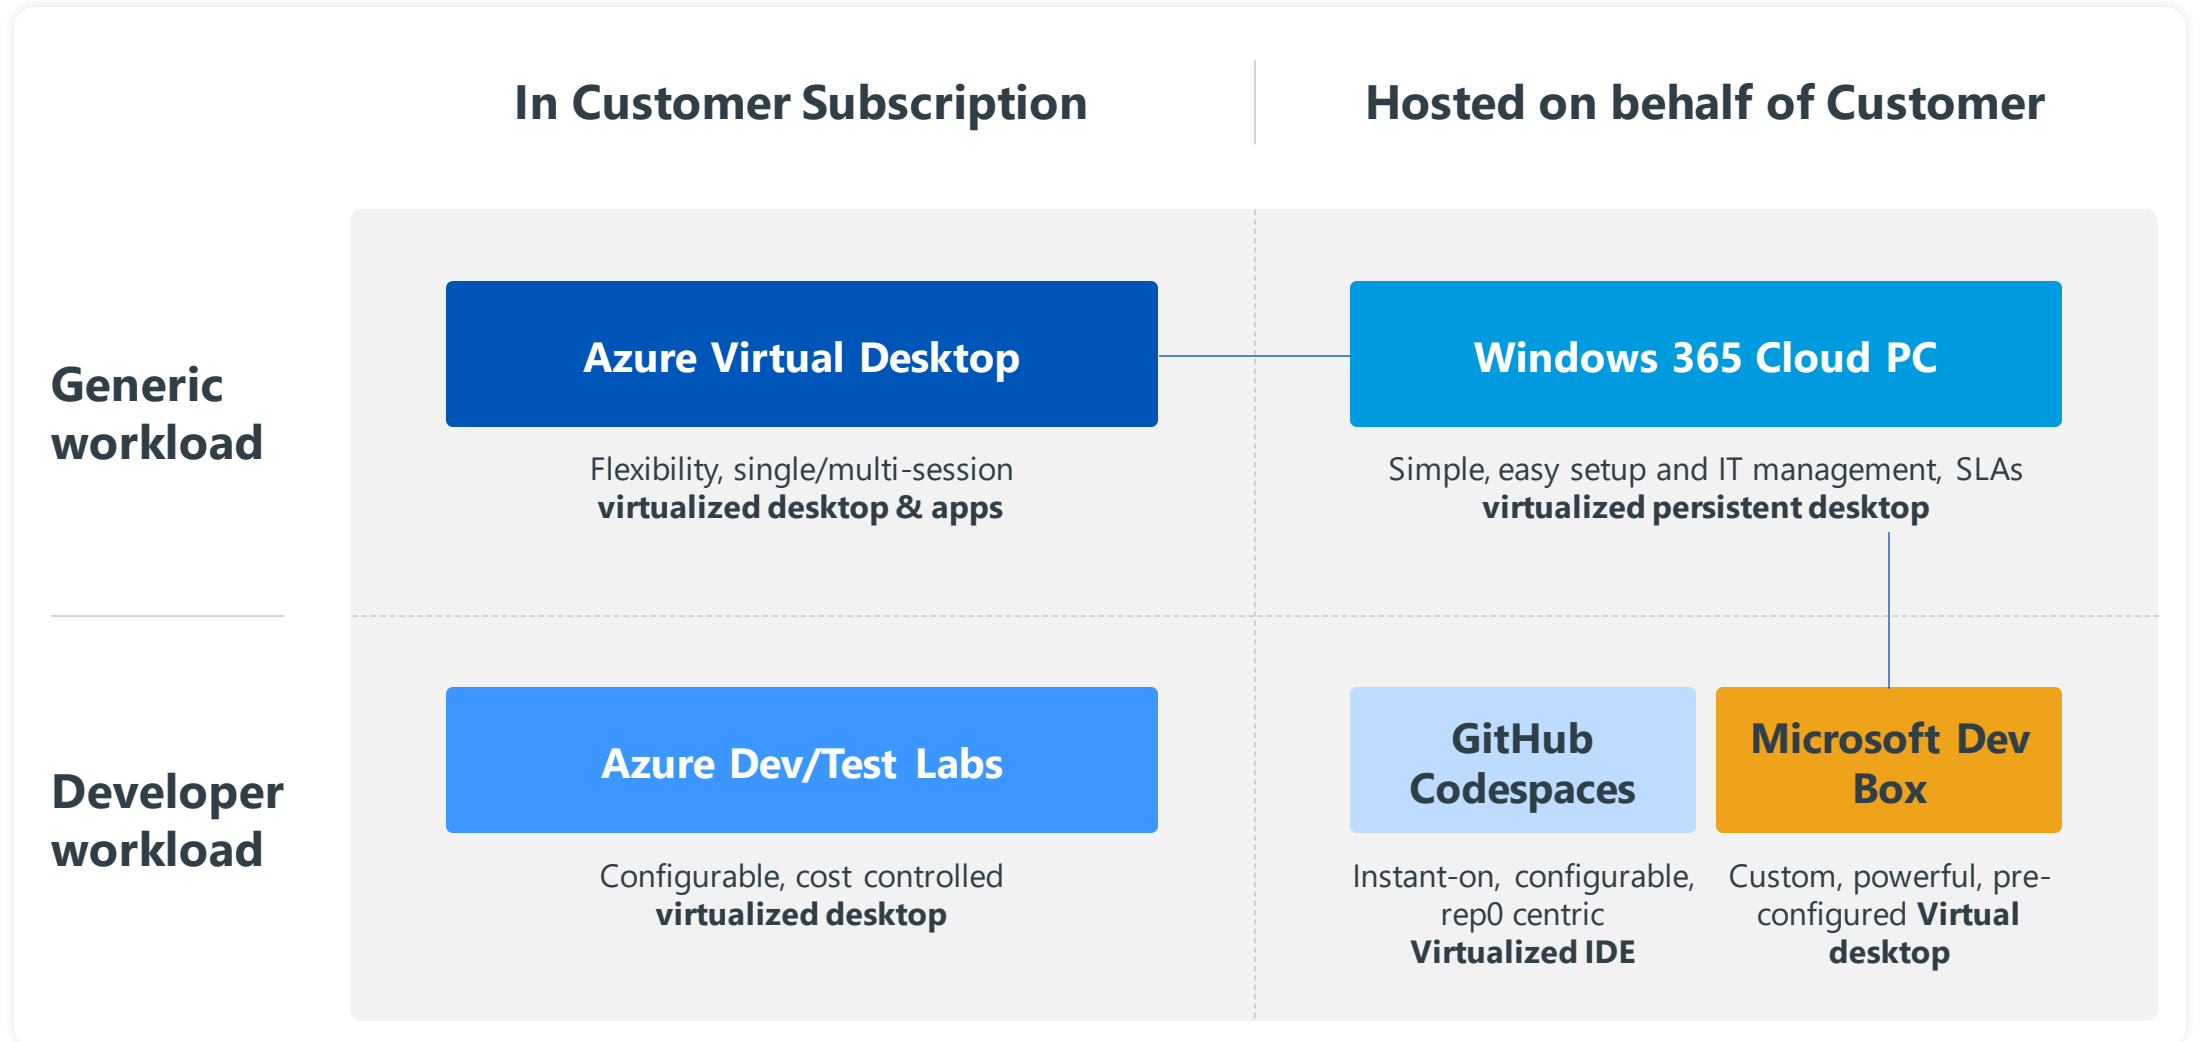 In Customer Subscription
Hosted on behalf of Customer
Generic
workload
Azure Virtual Desktop
Flexibility, single/multi-session
virtualized desktop & apps
Windows 365 Cloud PC
Simple, easy setup and IT management, SLAs
virtualized persistent desktop
Developer
workload
Azure Dev/Test Labs
Configurable, cost controlled
virtualized desktop
GitHub
Codespaces
Instant-on, configurable,
rep0 centric
Virtualized IDE
Microsoft Dev
Box
Custom, powerful, pre-
configured Virtual
desktop